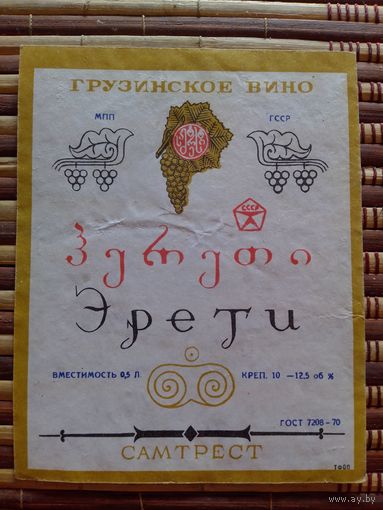 ГРУЗИНСКОЕ ВИНО
МПП
ГССР
СССР
ჰერეთი
Эрети
ВМЕСТИМОСТЬ 0,5 Л
КРЕП. 10 —12,5 об %
ГОСТ 7208-70
САМТРЕСТ
www.ay.by